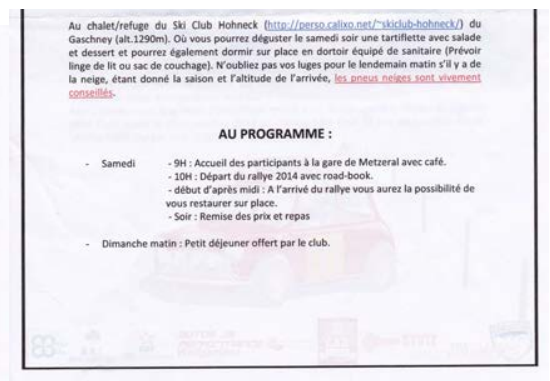 Au chalet/refuge du Ski Club Hohneck (http://perso.calixo.net/~skiclub-hohneck/) du
Gaschney (alt.1290m). Où vous pourrez déguster le samedi soir une tartiflette avec salade
et dessert et pourrez également dormir sur place en dortoir équipé de sanitaire (Prévoir
linge de lit ou sac de couchage). N'oubliez pas vos luges pour le lendemain matin s'il y a de
la neige, étant donné la saison et l'altitude de l'arrivée, les pneus neiges sont vivement
conseillés.
AU PROGRAMME :
- Samedi - 9H : Accueil des participants à la gare de Metzeral avec café.
- 10H : Départ du rallye 2014 avec road-book.
- début d'après midi : A l'arrivé du rallye vous aurez la possibilité de
vous restaurer sur place.
- Soir : Remise des prix et repas
- Dimanche matin : Petit déjeuner offert par le club.